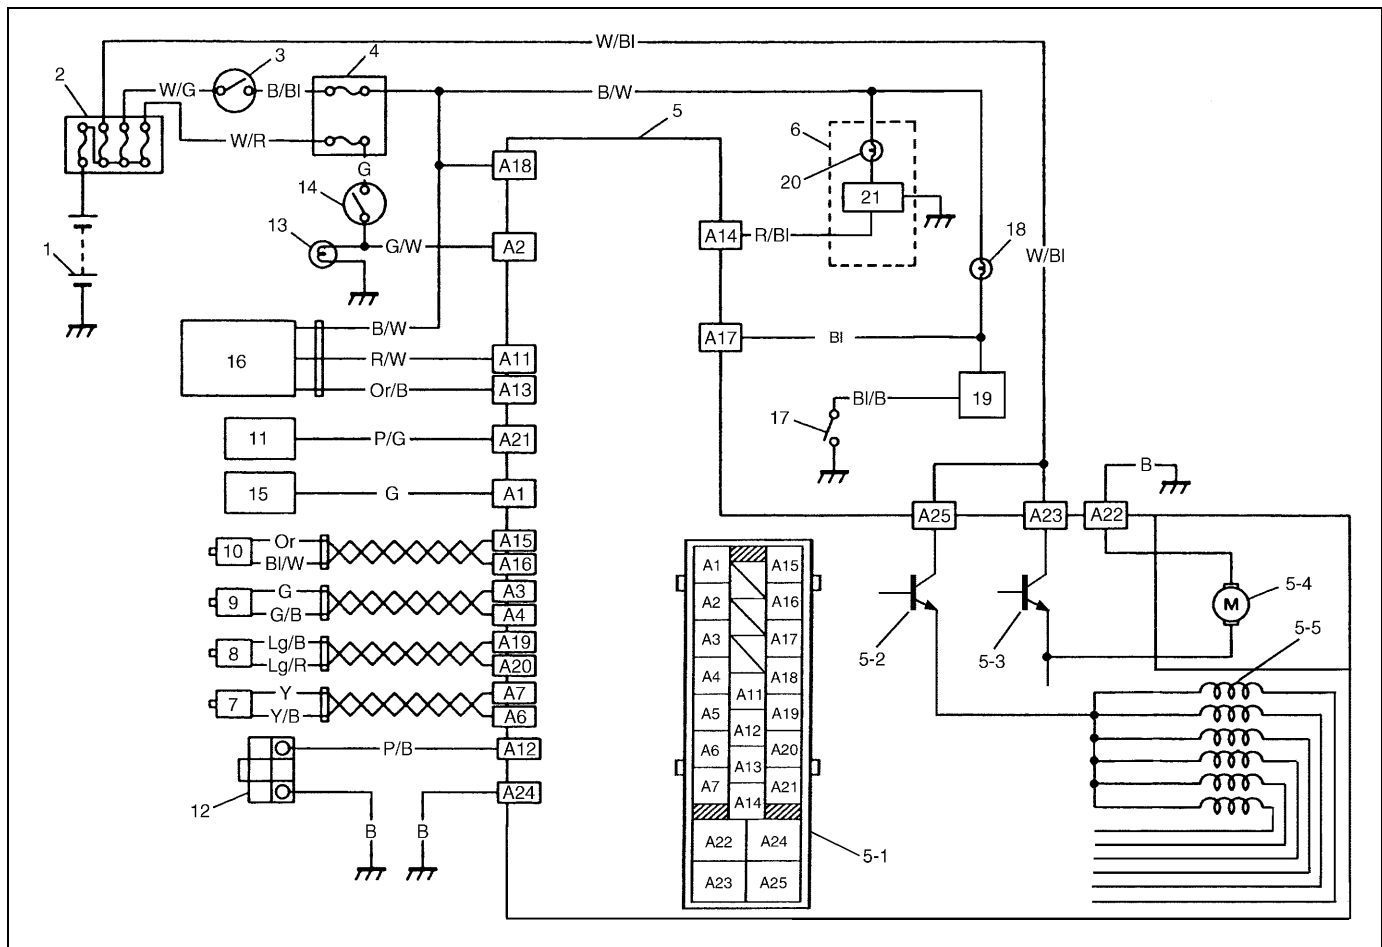 W/Bl
3
4
2
W/G
B/Bl
B/W
5
6
W/R
A18
G
20
14
21
13
A14
R/Bl
18
G/W
A2
W/Bl
1
B/W
16
R/W
A11
A17
Bl
Or/B
A13
Bl/B
19
17
11
P/G
A21
B
15
G
A1
A25
A23
A22
10
Or
A15
Bl/W
A16
A1
A15
9
G
A3
A2
A16
M
5-4
G/B
A4
8
Lg/B
A19
A3
A17
5-2
5-3
5-5
Lg/R
A20
A4
A18
7
Y
A7
A11
Y/B
A6
A5
A19
A12
P/B
A12
A6
A20
A13
A24
A7
A21
A14
12
B
B
A22
A24
5-1
A23
A25